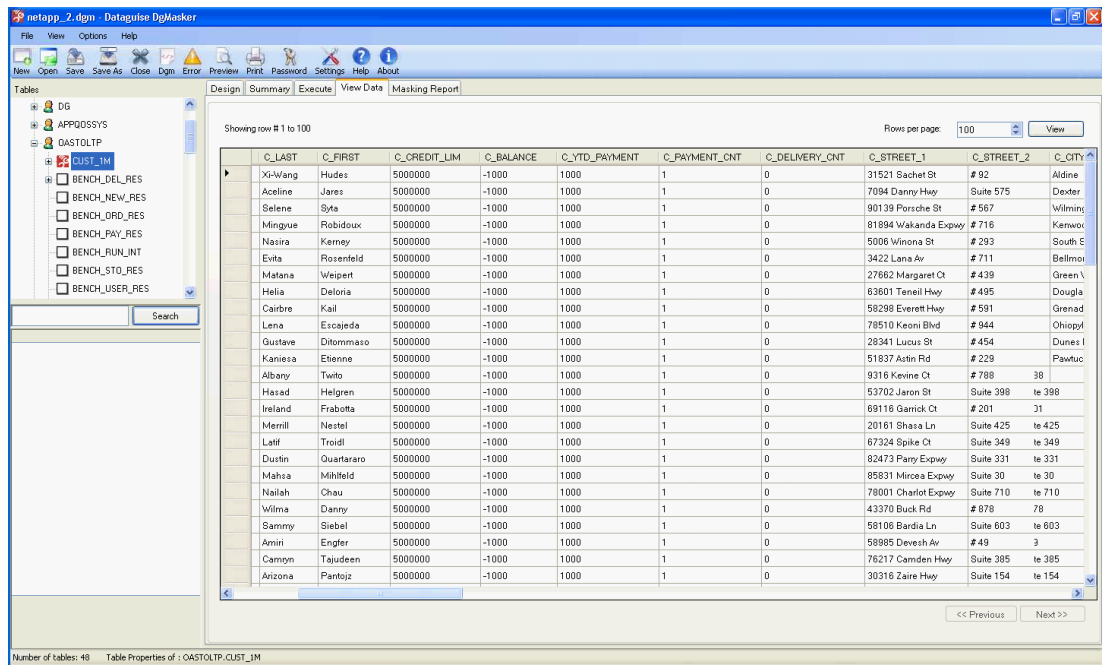 netapp_2.dgm - Dataguise DgMasker
File View Options Help
New Open Save Save As Close Dgm Error Preview Print Password Settings Help About
Tables
DG
APPQOSSYS
OASTOLTP
CUST_1M
BENCH_DEL_RES
BENCH_NEW_RES
BENCH_ORD_RES
BENCH_PAY_RES
BENCH_RUN_INT
BENCH_STO_RES
BENCH_USER_RES
Search
Design Summary Execute View Data Masking Report
Showing row # 1 to 100 Rows per page: 100 View
C_LAST C_FIRST C_CREDIT_LIM C_BALANCE C_YTD_PAYMENT C_PAYMENT_CNT C_DELIVERY_CNT C_STREET_1 C_STREET_2 C_CITY
Xi-Wang Hudes 5000000 -1000 1000 1 0 31521 Sachet St # 92 Aldine
Aceline Jares 5000000 -1000 1000 1 0 7094 Danny Hwy Suite 575 Dexter
Selene Syta 5000000 -1000 1000 1 0 90139 Porsche St # 567 Wilming
Mingyue Robidoux 5000000 -1000 1000 1 0 81894 Wakanda Expwy # 716 Kenwoo
Nasira Kerney 5000000 -1000 1000 1 0 5006 Winona St # 293 South S
Evita Rosenfeld 5000000 -1000 1000 1 0 3422 Lana Av # 711 Bellmor
Matana Weipert 5000000 -1000 1000 1 0 27662 Margaret Ct # 439 Green V
Helia Deloria 5000000 -1000 1000 1 0 63601 Teneil Hwy # 495 Dougla
Cairbre Kail 5000000 -1000 1000 1 0 58298 Everett Hwy # 591 Grenad
Lena Escajeda 5000000 -1000 1000 1 0 78510 Keoni Blvd # 944 Ohiopyl
Gustave Ditommaso 5000000 -1000 1000 1 0 28341 Lucus St # 454 Dunes
Kaniesa Etienne 5000000 -1000 1000 1 0 51837 Astin Rd # 229 Pawtuc
Albany Twito 5000000 -1000 1000 1 0 9316 Kevine Ct # 788 38
Hasad Helgren 5000000 -1000 1000 1 0 53702 Jaron St Suite 398 te 398
Ireland Frabotta 5000000 -1000 1000 1 0 69116 Garrick Ct # 201 01
Merrill Nestel 5000000 -1000 1000 1 0 20161 Shasa Ln Suite 425 te 425
Latif Troidl 5000000 -1000 1000 1 0 67324 Spike Ct Suite 349 te 349
Dustin Quartararo 5000000 -1000 1000 1 0 82473 Parry Expwy Suite 331 te 331
Mahsa Mihlfeld 5000000 -1000 1000 1 0 85831 Mircea Expwy Suite 30 te 30
Nailah Chau 5000000 -1000 1000 1 0 78001 Charlot Expwy Suite 710 te 710
Wilma Danny 5000000 -1000 1000 1 0 43370 Buck Rd # 878 78
Sammy Siebel 5000000 -1000 1000 1 0 58106 Bardia Ln Suite 603 te 603
Amiri Engfer 5000000 -1000 1000 1 0 58985 Devesh Av # 49
Camryn Tajudeen 5000000 -1000 1000 1 0 76217 Camden Hwy Suite 385 te 385
Arizona Pantojz 5000000 -1000 1000 1 0 30316 Zaire Hwy Suite 154 te 154
<< Previous Next >>
Number of tables: 48 Table Properties of : OASTOLTP.CUST_1M